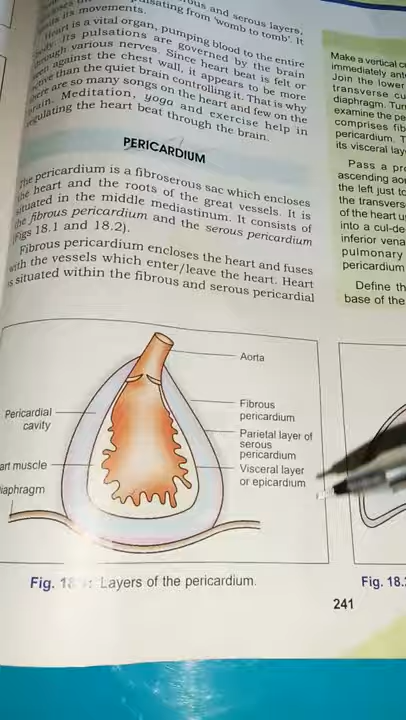 ous and serous layers,
pulsating from 'womb to tomb'. It
its movements.
Heart is a vital organ, pumping blood to the entire
body. Its pulsations are governed by the brain
through various nerves. Since heart beat is felt or
seen against the chest wall, it appears to be more
active than the quiet brain controlling it. That is why
there are so many songs on the heart and few on the
brain. Meditation, yoga and exercise help in
regulating the heart beat through the brain.
PERICARDIUM
The pericardium is a fibroserous sac which encloses
the heart and the roots of the great vessels. It is
situated in the middle mediastinum. It consists of
the fibrous pericardium and the serous pericardium
(Figs 18.1 and 18.2).
Fibrous pericardium encloses the heart and fuses
with the vessels which enter/leave the heart. Heart
is situated within the fibrous and serous pericardial
Aorta
Fibrous
pericardium
Parietal layer of
serous
pericardium
Visceral layer
or epicardium
Pericardial
cavity
art muscle
iaphragm
Fig. 18 : Layers of the pericardium.
Make a vertical c
immediately ant
Join the lower
transverse cu
diaphragm. Tu
examine the pe
comprises fib
pericardium. T
its visceral lay
Pass a pr
ascending aor
the left just to
the transvers
of the heart u
into a cul-de
inferior vena
pulmonary
pericardium
Define th
base of the
Fig. 18.
241